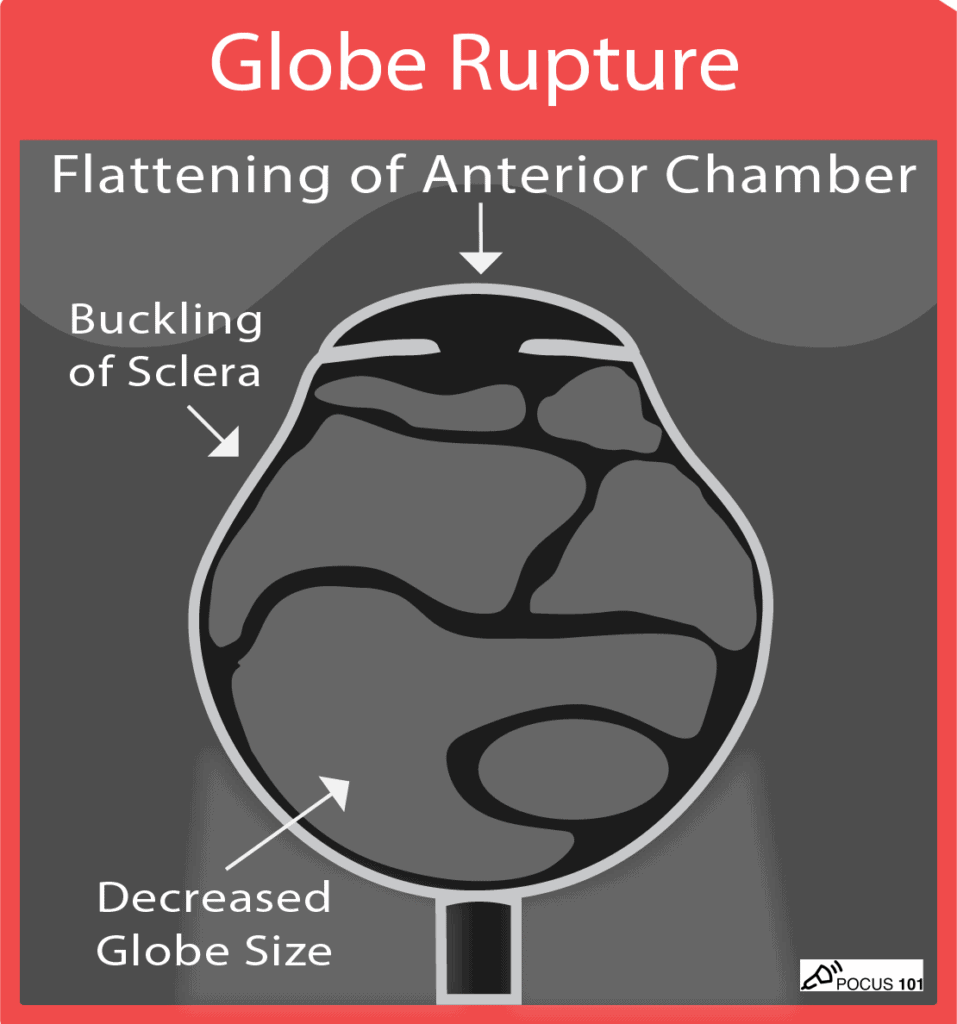 Globe Rupture
Flattening of Anterior Chamber
Buckling
of Sclera
Decreased
Globe Size
POCUS 101